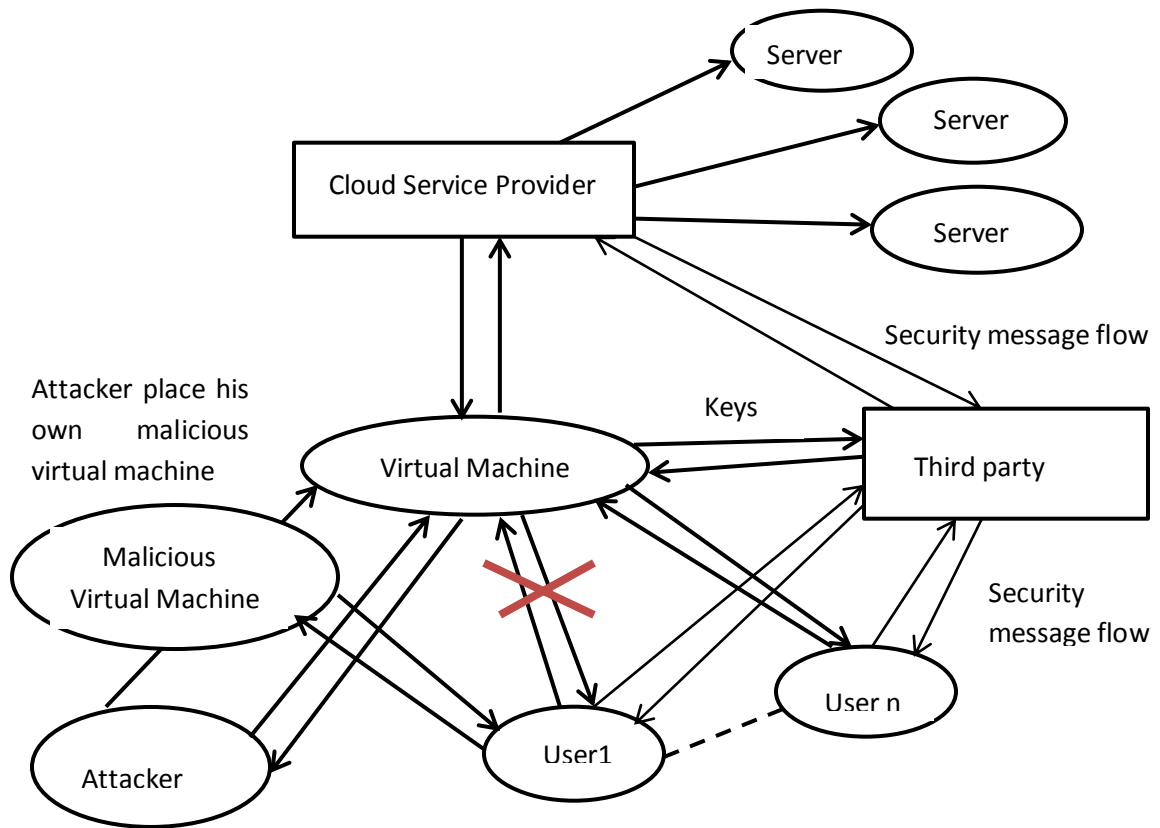 Server
Server
Cloud Service Provider
Server
Security message flow
Attacker place his
own malicious
virtual machine
Keys
Virtual Machine
Third party
Malicious
Virtual Machine
Security
message flow
User n
User1
Attacker